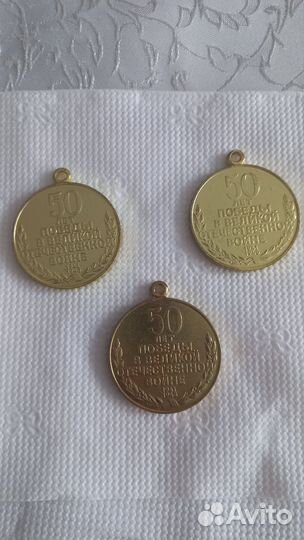 50
ЛЕТ
ПОБЕДЫ
В ВЕЛИКОЙ
ОТЕЧЕСТВЕННОЙ
ВОЙНЕ
50
ЛЕТ
ПОБЕДЫ
В ВЕЛИКОЙ
ОТЕЧЕСТВЕННОЙ
ВОЙНЕ
50
ЛЕТ
ПОБЕДЫ
В ВЕЛИКОЙ
ОТЕЧЕСТВЕННОЙ
ВОЙНЕ
Avito